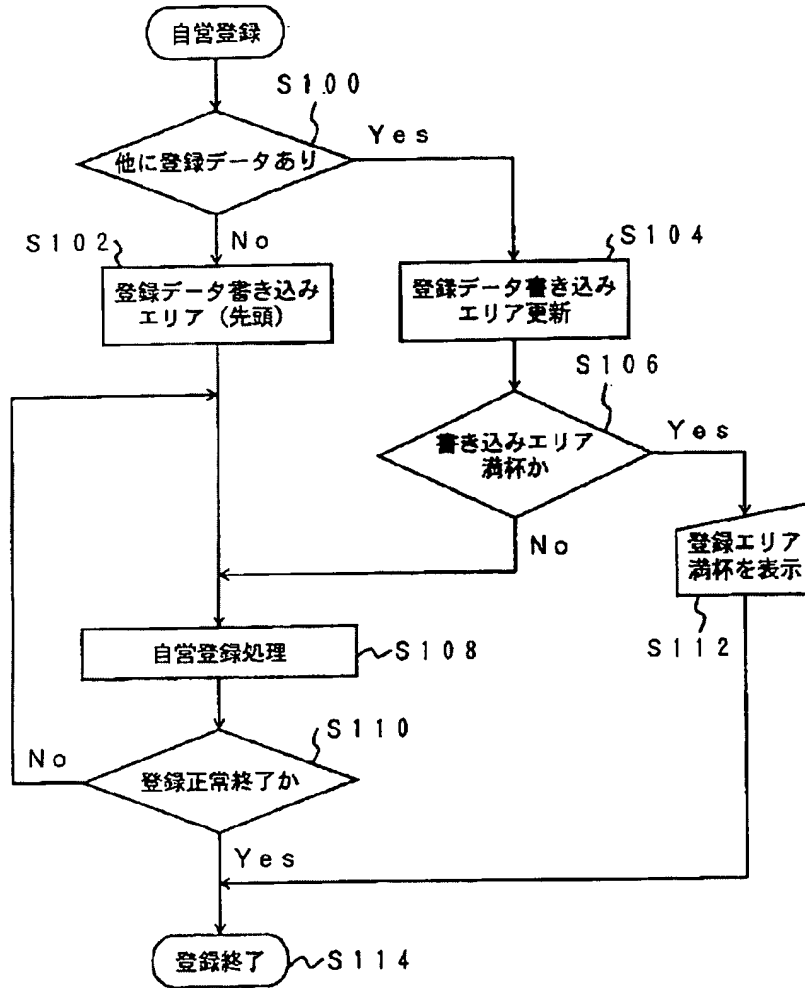 自営登録
S100
他に登録データあり
Yes
No
S102
S104
登録データ書き込み
エリア（先頭）
登録データ書き込み
エリア更新
S106
書き込みエリア
満杯か
Yes
No
登録エリア
満杯を表示
S112
自営登録処理
S108
S110
登録正常終了か
No
Yes
登録終了
S114